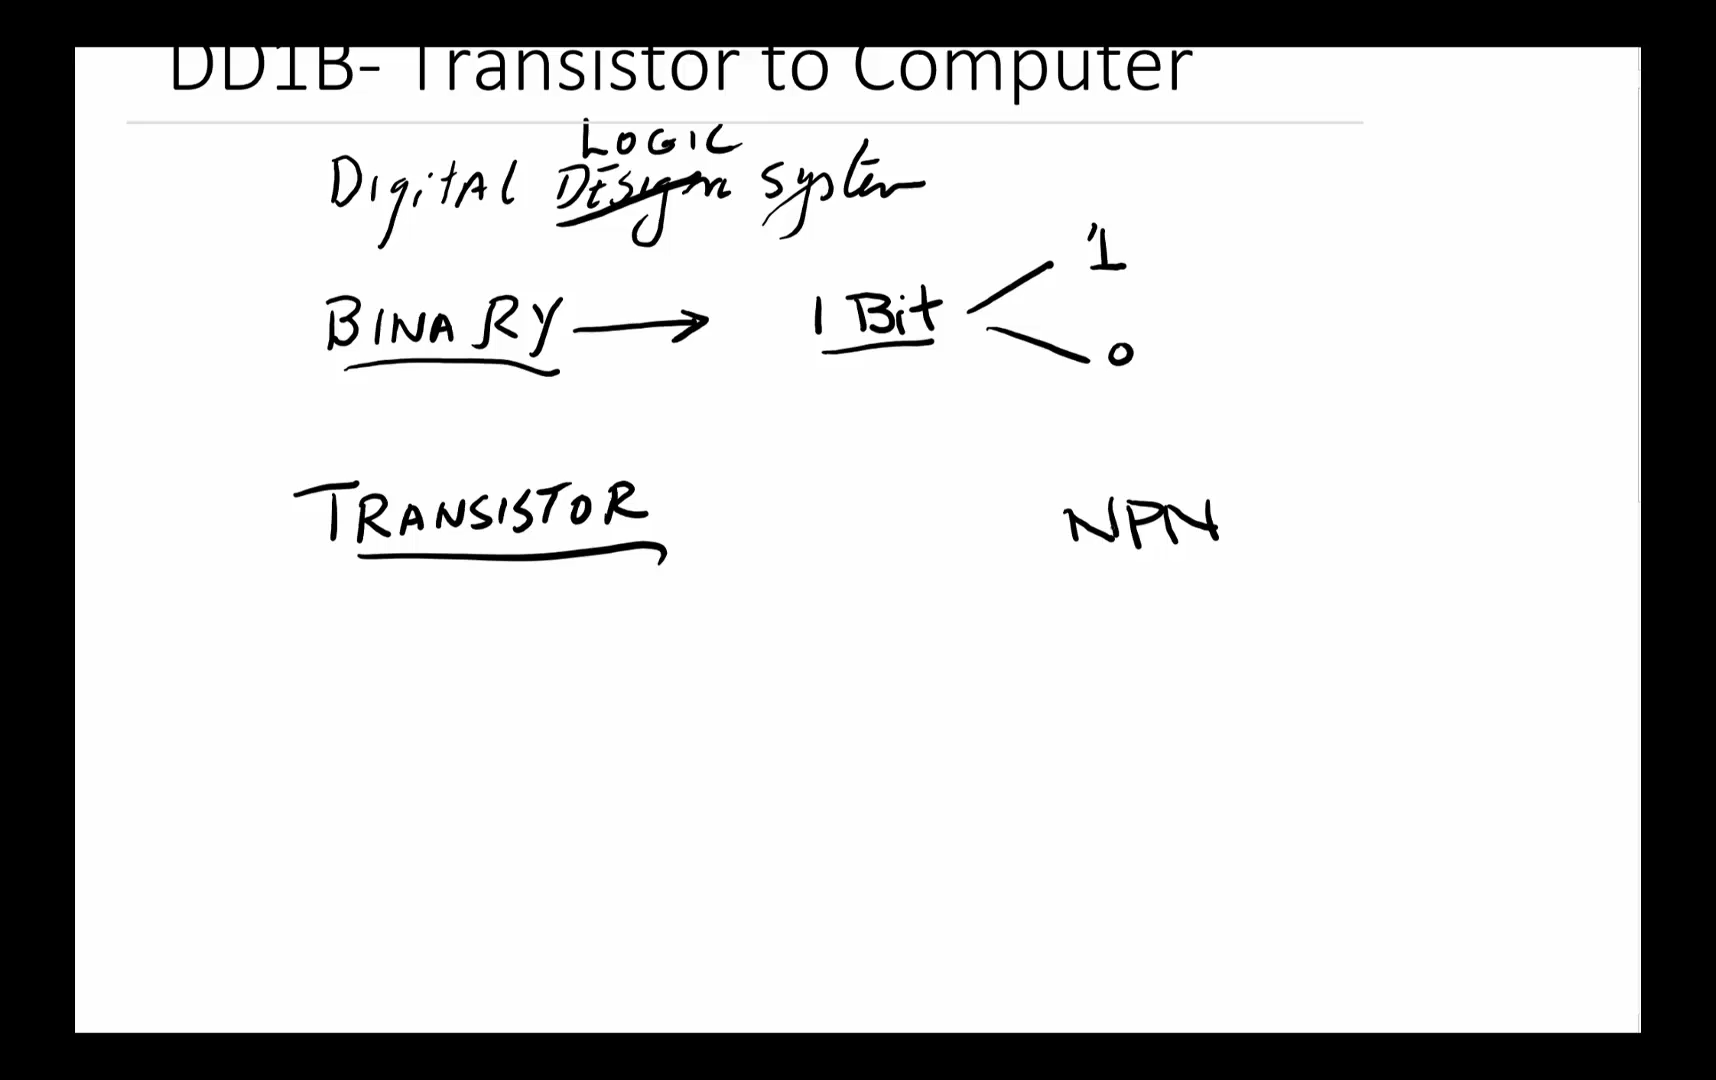 DD1B- Transistor to Computer
LOGIC
Digital Design System
BINARY → 1 Bit
1
0
TRANSISTOR NPN